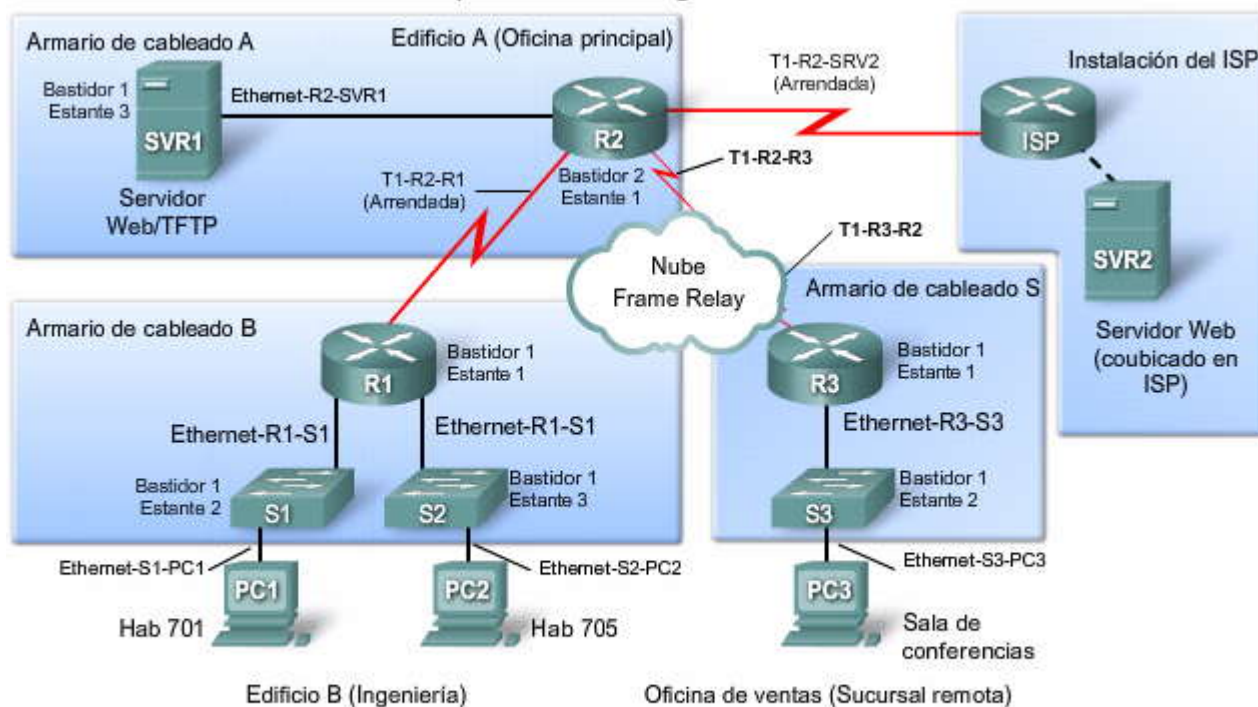 Armario de cableado A
Edificio A (Oficina principal)
Bastidor 1
Estante 3
SVR1
Servidor
Web/TFTP
Ethernet-R2-SVR1
R2
Bastidor 2
Estante 1
T1-R2-R1
(Arrendada)
T1-R2-R3
T1-R2-SRV2
(Arrendada)
Instalación del ISP
ISP
SVR2
Servidor Web
(coubicado en
ISP)
Nube
Frame Relay
T1-R3-R2
Armario de cableado B
R1
Bastidor 1
Estante 1
Ethernet-R1-S1
Ethernet-R1-S1
Bastidor 1
Estante 2
S1
S2
Bastidor 1
Estante 3
Ethernet-S1-PC1
PC1
Hab 701
Ethernet-S2-PC2
PC2
Hab 705
Edificio B (Ingeniería)
Armario de cableado S
R3
Bastidor 1
Estante 1
Ethernet-R3-S3
S3
Bastidor 1
Estante 2
Ethernet-S3-PC3
PC3
Sala de
conferencias
Oficina de ventas (Sucursal remota)